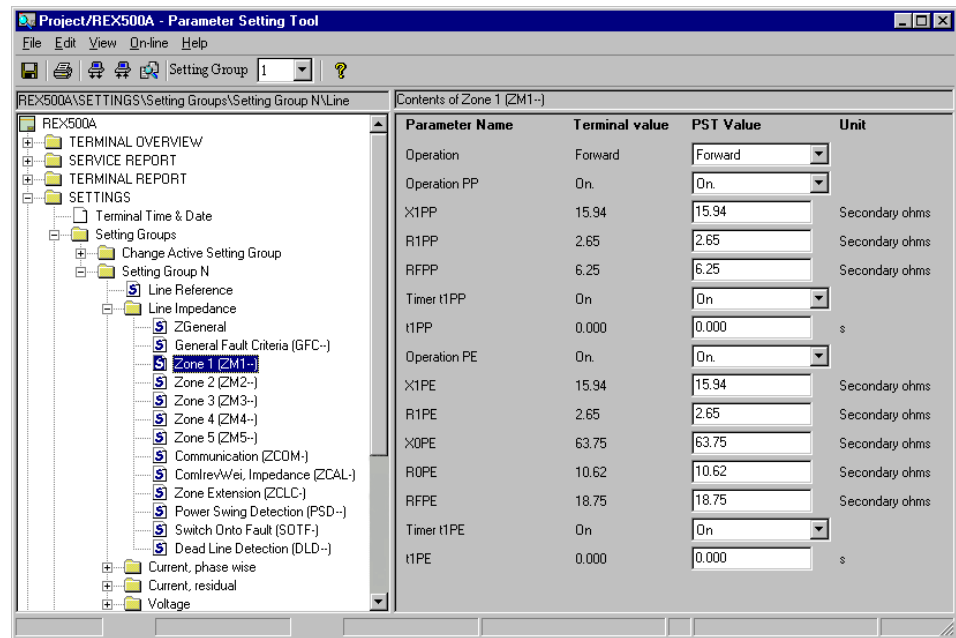 Project/REX500A - Parameter Setting Tool
File Edit View On-line Help
Setting Group 1
REX500A\SETTINGS\Setting Groups\Setting Group N\Line
REX500A
TERMINAL OVERVIEW
SERVICE REPORT
TERMINAL REPORT
SETTINGS
Terminal Time & Date
Setting Groups
Change Active Setting Group
Setting Group N
Line Reference
Line Impedance
ZGeneral
General Fault Criteria (GFC--)
Zone 1 (ZM1--)
Zone 2 (ZM2--)
Zone 3 (ZM3--)
Zone 4 (ZM4--)
Zone 5 (ZM5--)
Communication (ZCOM-)
ComIrevWei, Impedance (ZCAL-)
Zone Extension (ZCLC-)
Power Swing Detection (PSD--)
Switch Onto Fault (SOTF-)
Dead Line Detection (DLD--)
Current, phase wise
Current, residual
Voltage
Contents of Zone 1 (ZM1--)
Parameter Name Terminal value PST Value Unit
Operation Forward Forward
Operation PP On. On.
X1PP 15.94 15.94 Secondary ohms
R1PP 2.65 2.65 Secondary ohms
RFPP 6.25 6.25 Secondary ohms
Timer t1PP On On
t1PP 0.000 0.000 s
Operation PE On. On.
X1PE 15.94 15.94 Secondary ohms
R1PE 2.65 2.65 Secondary ohms
X0PE 63.75 63.75 Secondary ohms
R0PE 10.62 10.62 Secondary ohms
RFPE 18.75 18.75 Secondary ohms
Timer t1PE On On
t1PE 0.000 0.000 s